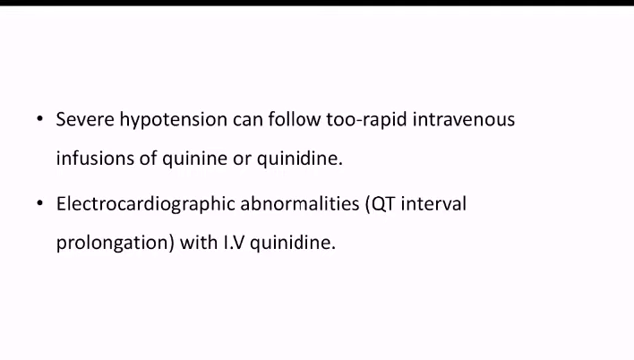 • Severe hypotension can follow too-rapid intravenous
infusions of quinine or quinidine.
• Electrocardiographic abnormalities (QT interval
prolongation) with I.V quinidine.